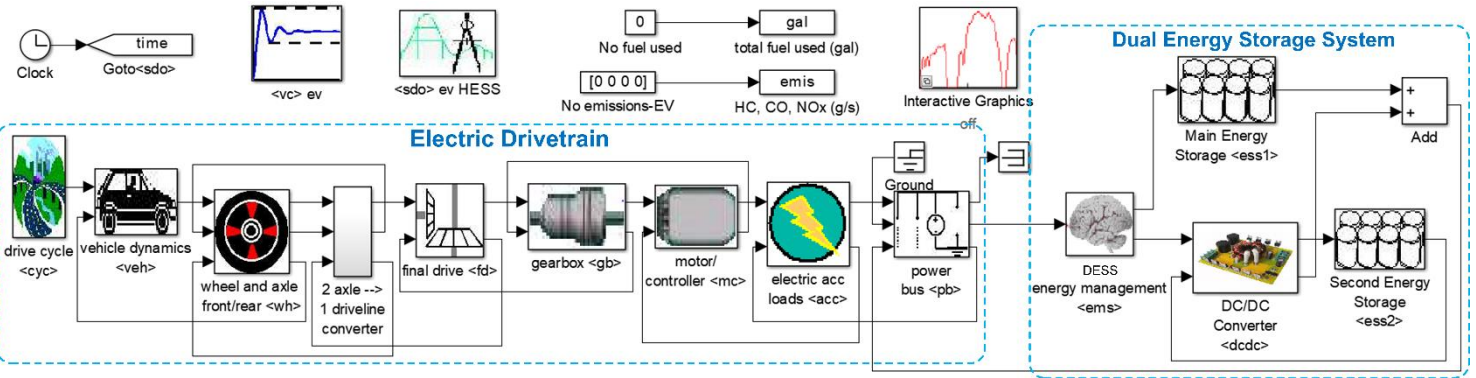 time
Clock
Goto<sdo>
<vc> ev
<sdo> ev HESS
0
No fuel used
gal
total fuel used (gal)
[0 0 0 0]
No emissions-EV
emis
HC, CO, NOx (g/s)
Interactive Graphics
off
Dual Energy Storage System
Main Energy
Storage <ess1>
+
+
Add
Electric Drivetrain
Ground
drive cycle
<cyc>
vehicle dynamics
<veh>
wheel and axle
front/rear <wh>
2 axle -->
1 driveline
converter
final drive <fd>
gearbox <gb>
motor/
controller <mc>
electric acc
loads <acc>
power
bus <pb>
DESS
energy management
<ems>
DC/DC
Converter
<dcdc>
Second Energy
Storage
<ess2>